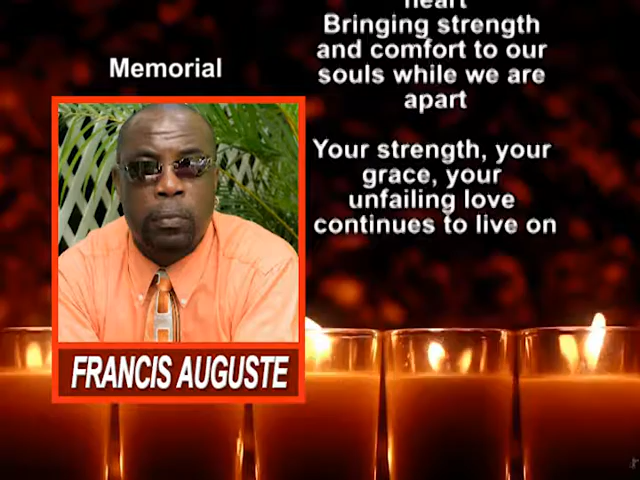 heart
Bringing strength
and comfort to our
souls while we are
apart
Your strength, your
grace, your
unfailing love
continues to live on
Memorial
FRANCIS AUGUSTE